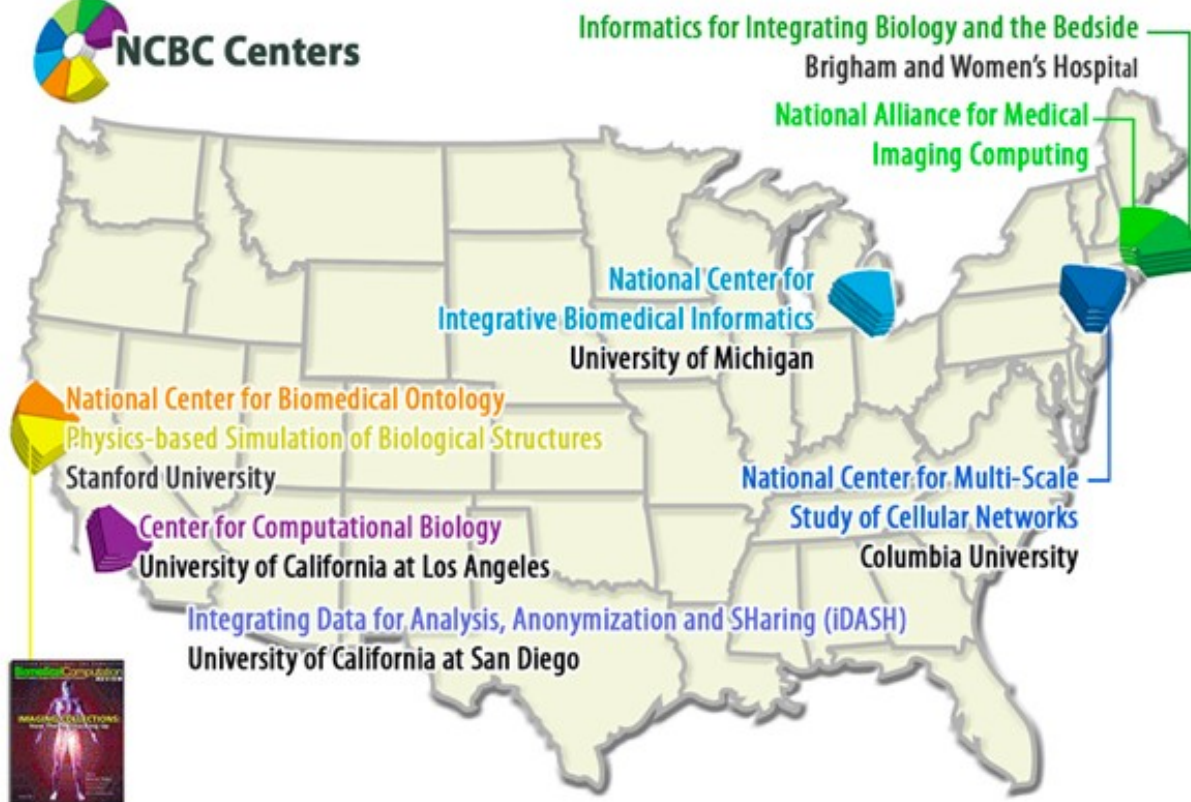 NCBC Centers
Informatics for Integrating Biology and the Bedside
Brigham and Women's Hospital
National Alliance for Medical
Imaging Computing
National Center for
Integrative Biomedical Informatics
University of Michigan
National Center for Biomedical Ontology
Physics-based Simulation of Biological Structures
Stanford University
National Center for Multi-Scale
Study of Cellular Networks
Columbia University
Center for Computational Biology
University of California at Los Angeles
Integrating Data for Analysis, Anonymization and SHaring (iDASH)
University of California at San Diego
BiomedicalComputation
REVIEW
IMAGING COLLECTIONS: